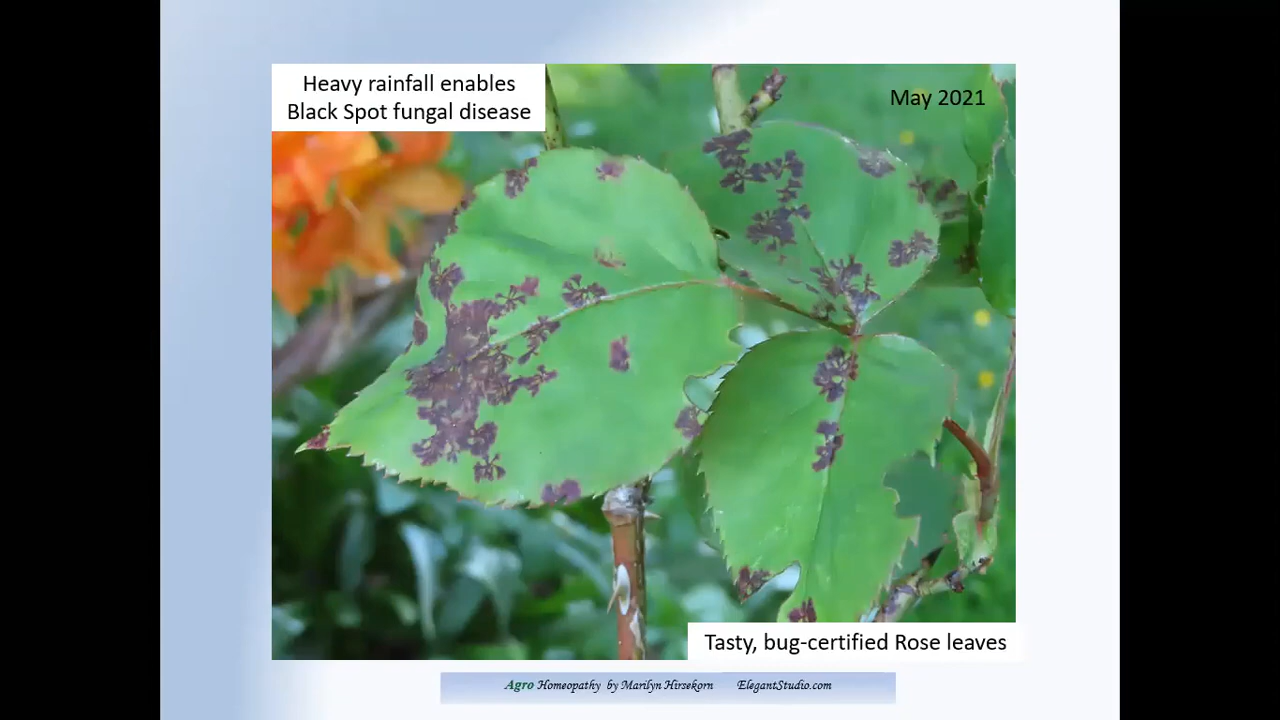 Heavy rainfall enables
Black Spot fungal disease
May 2021
Tasty, bug-certified Rose leaves
Agro Homeopathy by Marilyn Hirsekorn ElegantStudio.com